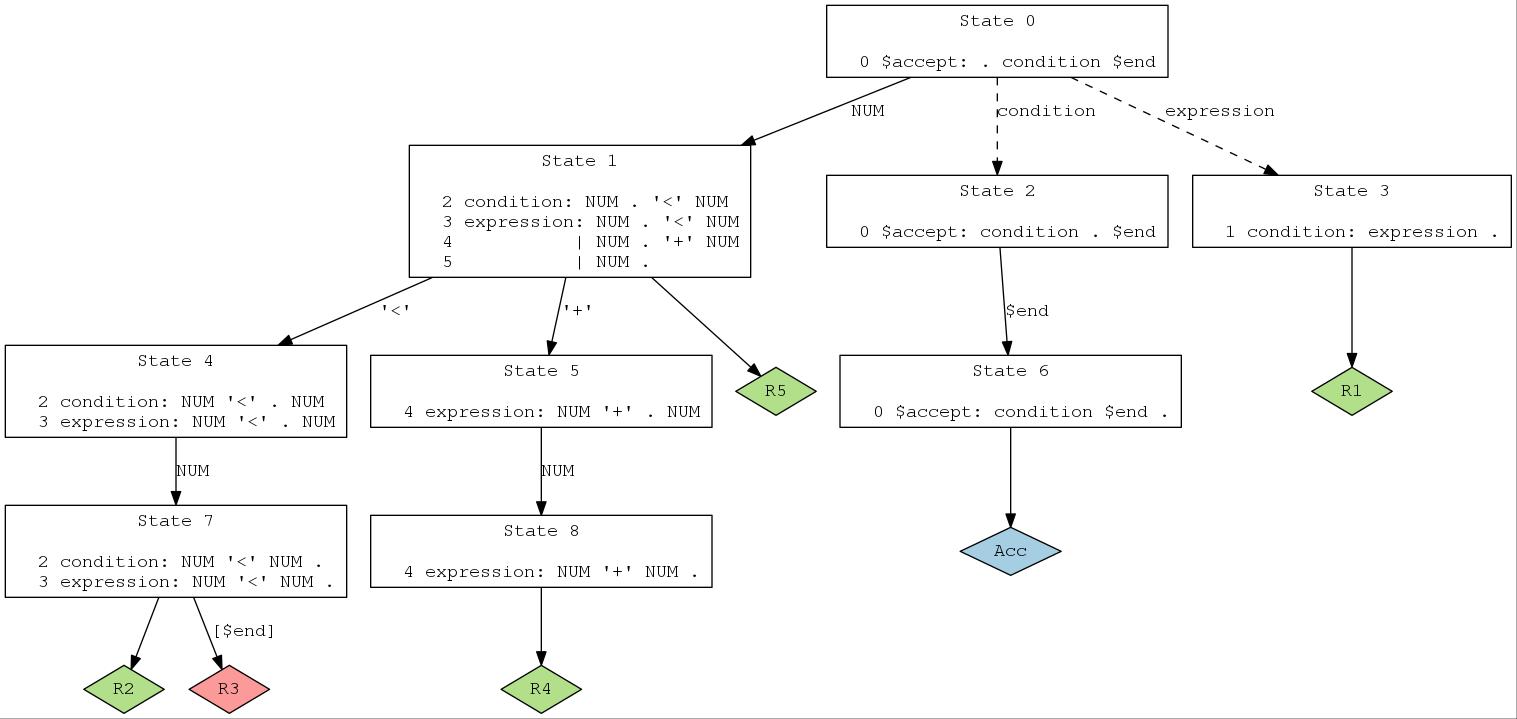 State 0
0 $accept: . condition $end
NUM
condition
expression
State 1
2 condition: NUM . '<' NUM
3 expression: NUM . '<' NUM
4 | NUM . '+' NUM
5 | NUM .
State 2
0 $accept: condition . $end
State 3
1 condition: expression .
'<'
'+'
$end
State 4
2 condition: NUM '<' . NUM
3 expression: NUM '<' . NUM
State 5
4 expression: NUM '+' . NUM
R5
State 6
0 $accept: condition $end .
R1
NUM
NUM
State 7
2 condition: NUM '<' NUM .
3 expression: NUM '<' NUM .
State 8
4 expression: NUM '+' NUM .
Acc
[$end]
R2
R3
R4